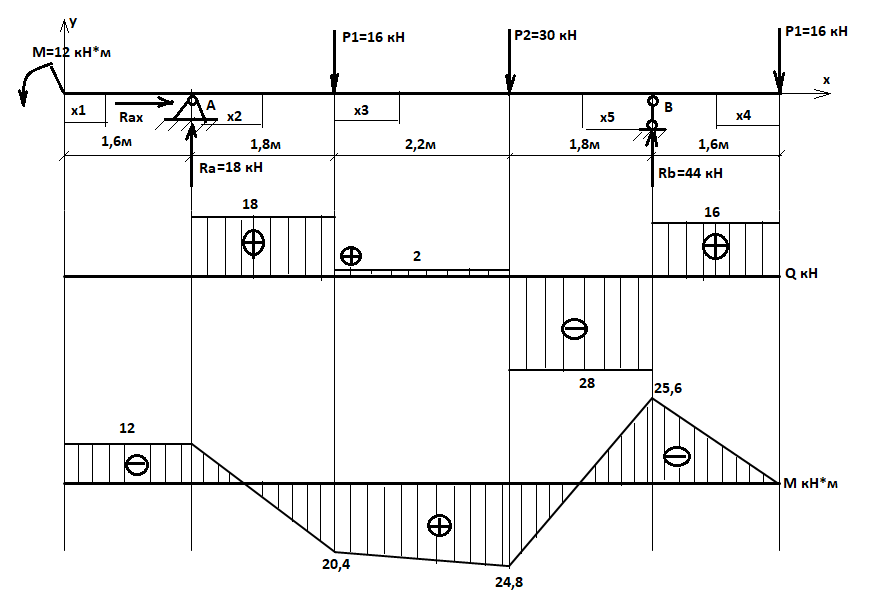 y
M=12 кН*м
P1=16 кН
P2=30 кН
P1=16 кН
x
x1
Rax
A
x2
x3
x5
B
x4
1,6м
1,8м
2,2м
1,8м
1,6м
Ra=18 кН
Rb=44 кН
18
2
16
Q кН
28
25,6
12
M кН*м
20,4
24,8